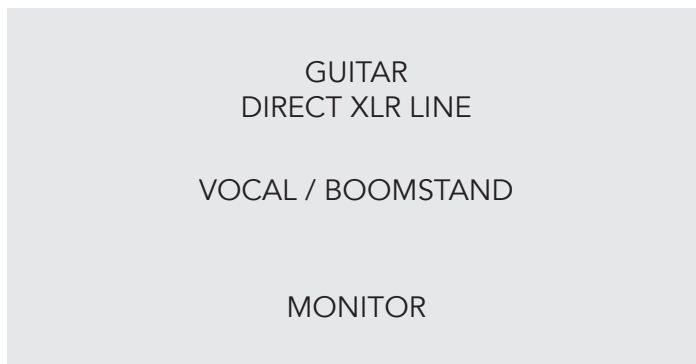 GUITAR
DIRECT XLR LINE
VOCAL / BOOMSTAND
MONITOR